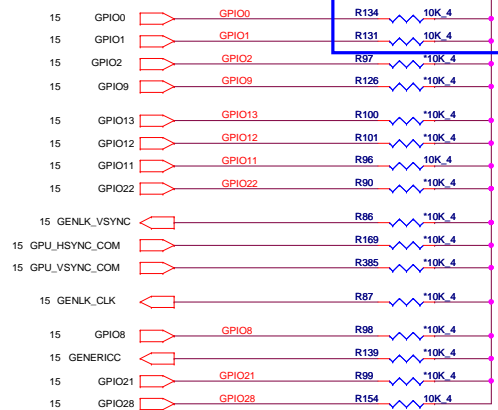 15 GPIO0 GPIO0 R134 10K_4
15 GPIO1 GPIO1 R131 10K_4
15 GPIO2 GPIO2 R97 *10K_4
15 GPIO9 GPIO9 R126 *10K_4
15 GPIO13 GPIO13 R100 *10K_4
15 GPIO12 GPIO12 R101 *10K_4
15 GPIO11 GPIO11 R96 10K_4
15 GPIO22 GPIO22 R90 *10K_4
15 GENLK_VSYNC R86 *10K_4
15 GPU_HSYNC_COM R169 *10K_4
15 GPU_VSYNC_COM R385 *10K_4
15 GENLK_CLK R87 *10K_4
15 GPIO8 GPIO8 R98 *10K_4
15 GENERICC R139 *10K_4
15 GPIO21 GPIO21 R99 *10K_4
15 GPIO28 GPIO28 R154 10K_4